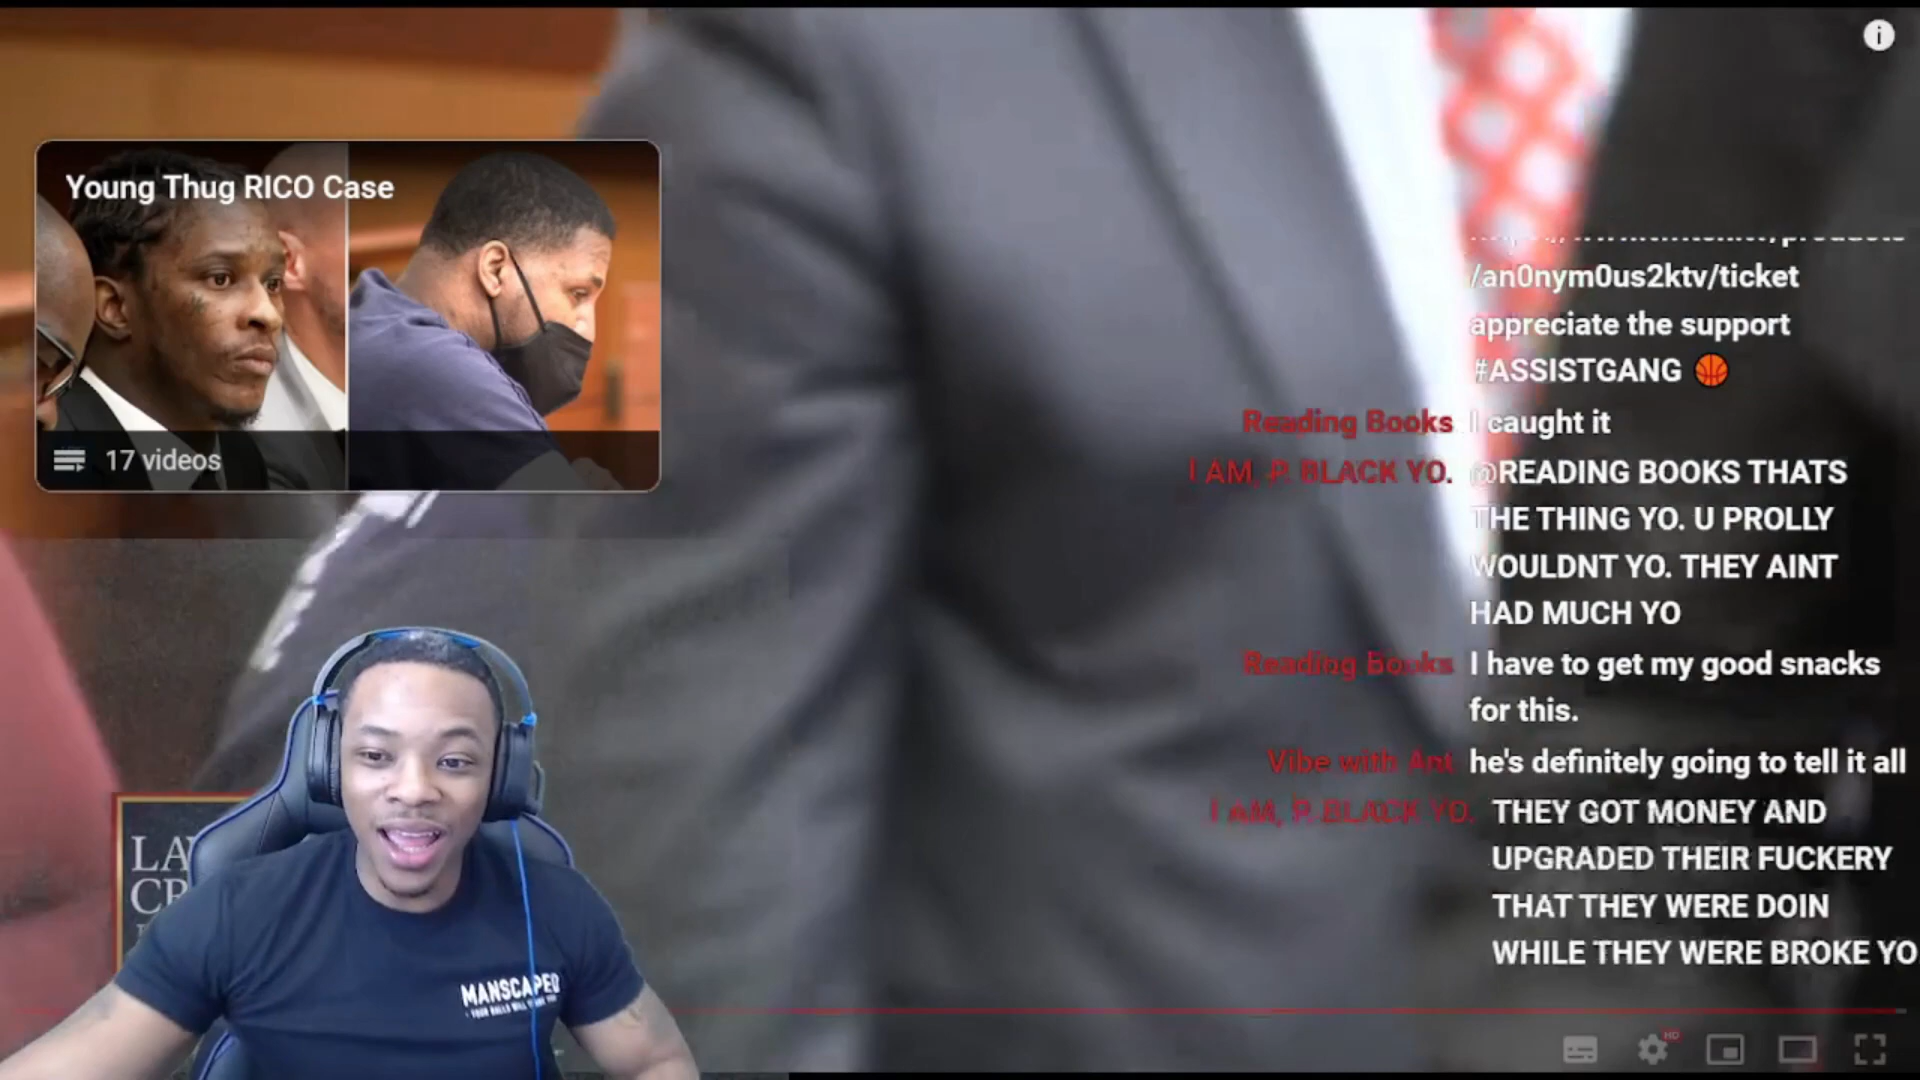 Young Thug RICO Case
17 videos
/an0nym0us2ktv/ticket
appreciate the support
#ASSISTGANG
Reading Books I caught it
I AM, P. BLACK YO. @READING BOOKS THATS
THE THING YO. U PROLLY
WOULDNT YO. THEY AINT
HAD MUCH YO
Reading Books I have to get my good snacks
for this.
Vibe with Ant he's definitely going to tell it all
I AM, P. BLACK YO. THEY GOT MONEY AND
UPGRADED THEIR FUCKERY
THAT THEY WERE DOIN
WHILE THEY WERE BROKE YO
LA
CR
MANSCAPED
HD